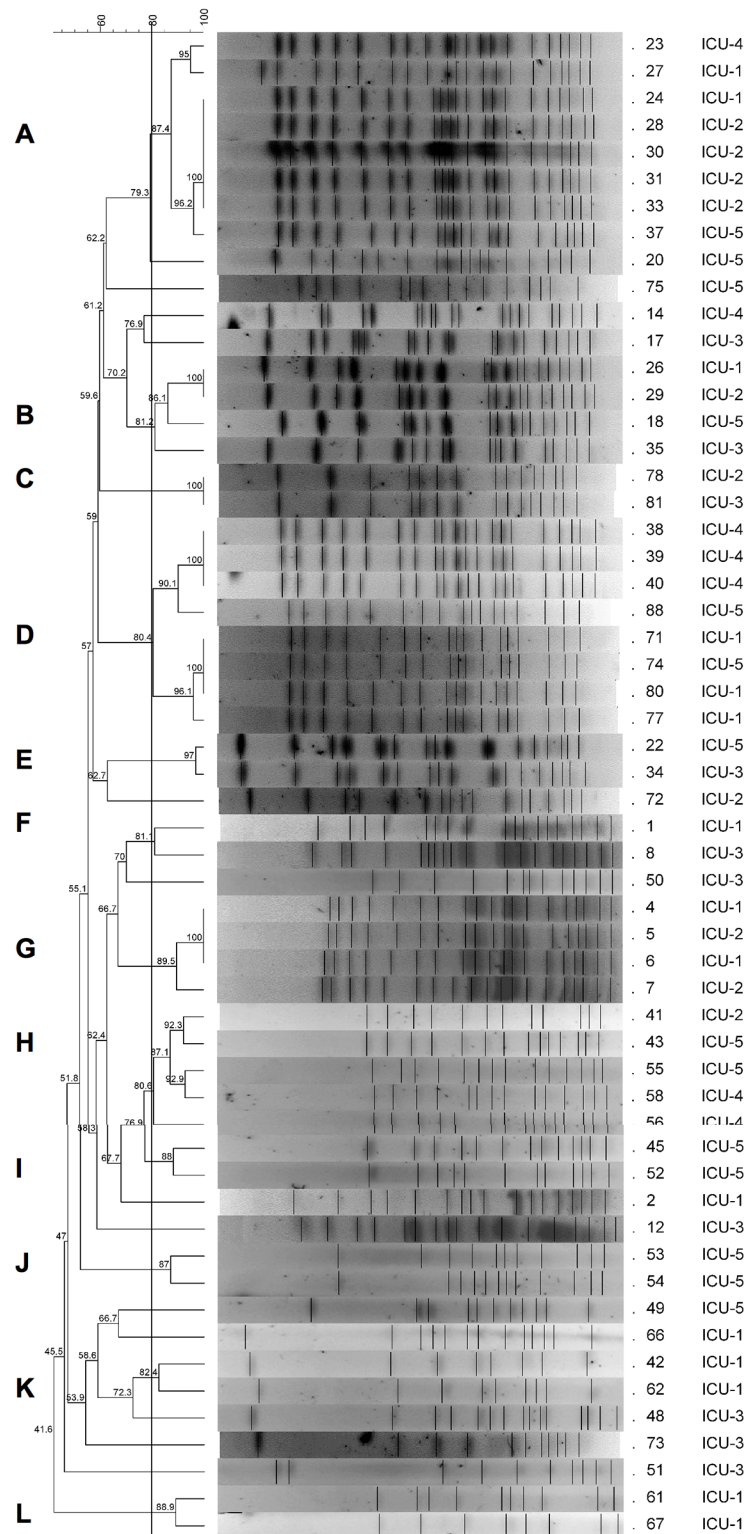 60 80 100
23 ICU-4
95
27 ICU-1
24 ICU-1
28 ICU-2
A 87.4
30 ICU-2
100 31 ICU-2
79.3
96.2 33 ICU-2
37 ICU-5
62.2
20 ICU-5
75 ICU-5
61.2
14 ICU-4
76.9
17 ICU-3
70.2 26 ICU-1
100
59.6 86.1 29 ICU-2
B 81.2 18 ICU-5
35 ICU-3
C 78 ICU-2
100
81 ICU-3
59
38 ICU-4
100 39 ICU-4
90.1 40 ICU-4
88 ICU-5
D 80.4 71 ICU-1
57
100 74 ICU-5
96.1 80 ICU-1
77 ICU-1
22 ICU-5
E 97
62.7 34 ICU-3
72 ICU-2
F 1 ICU-1
81.1
70 8 ICU-3
50 ICU-3
55.1
66.7 4 ICU-1
100 5 ICU-2
G
89.5 6 ICU-1
7 ICU-2
41 ICU-2
92.3
H 62.4 43 ICU-5
87.1
55 ICU-5
51.8 80.6 92.9
58 ICU-4
76.9 56 ICU-4
58.3
45 ICU-5
67.7 88
I 52 ICU-5
2 ICU-1
12 ICU-3
47
53 ICU-5
J 87
54 ICU-5
49 ICU-5
66.7
66 ICU-1
45.5 58.6
42 ICU-1
82.4
K 53.9 72.3 62 ICU-1
48 ICU-3
41.6
73 ICU-3
51 ICU-3
61 ICU-1
88.9
L 67 ICU-1